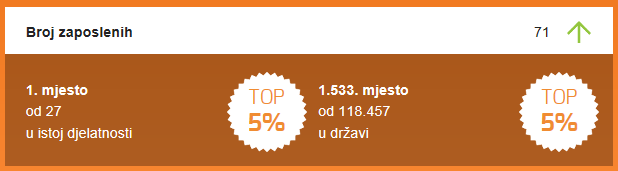 Broj zaposlenih 71
1. mjesto
od 27
u istoj djelatnosti
TOP
5%
1.533. mjesto
od 118.457
u državi
TOP
5%